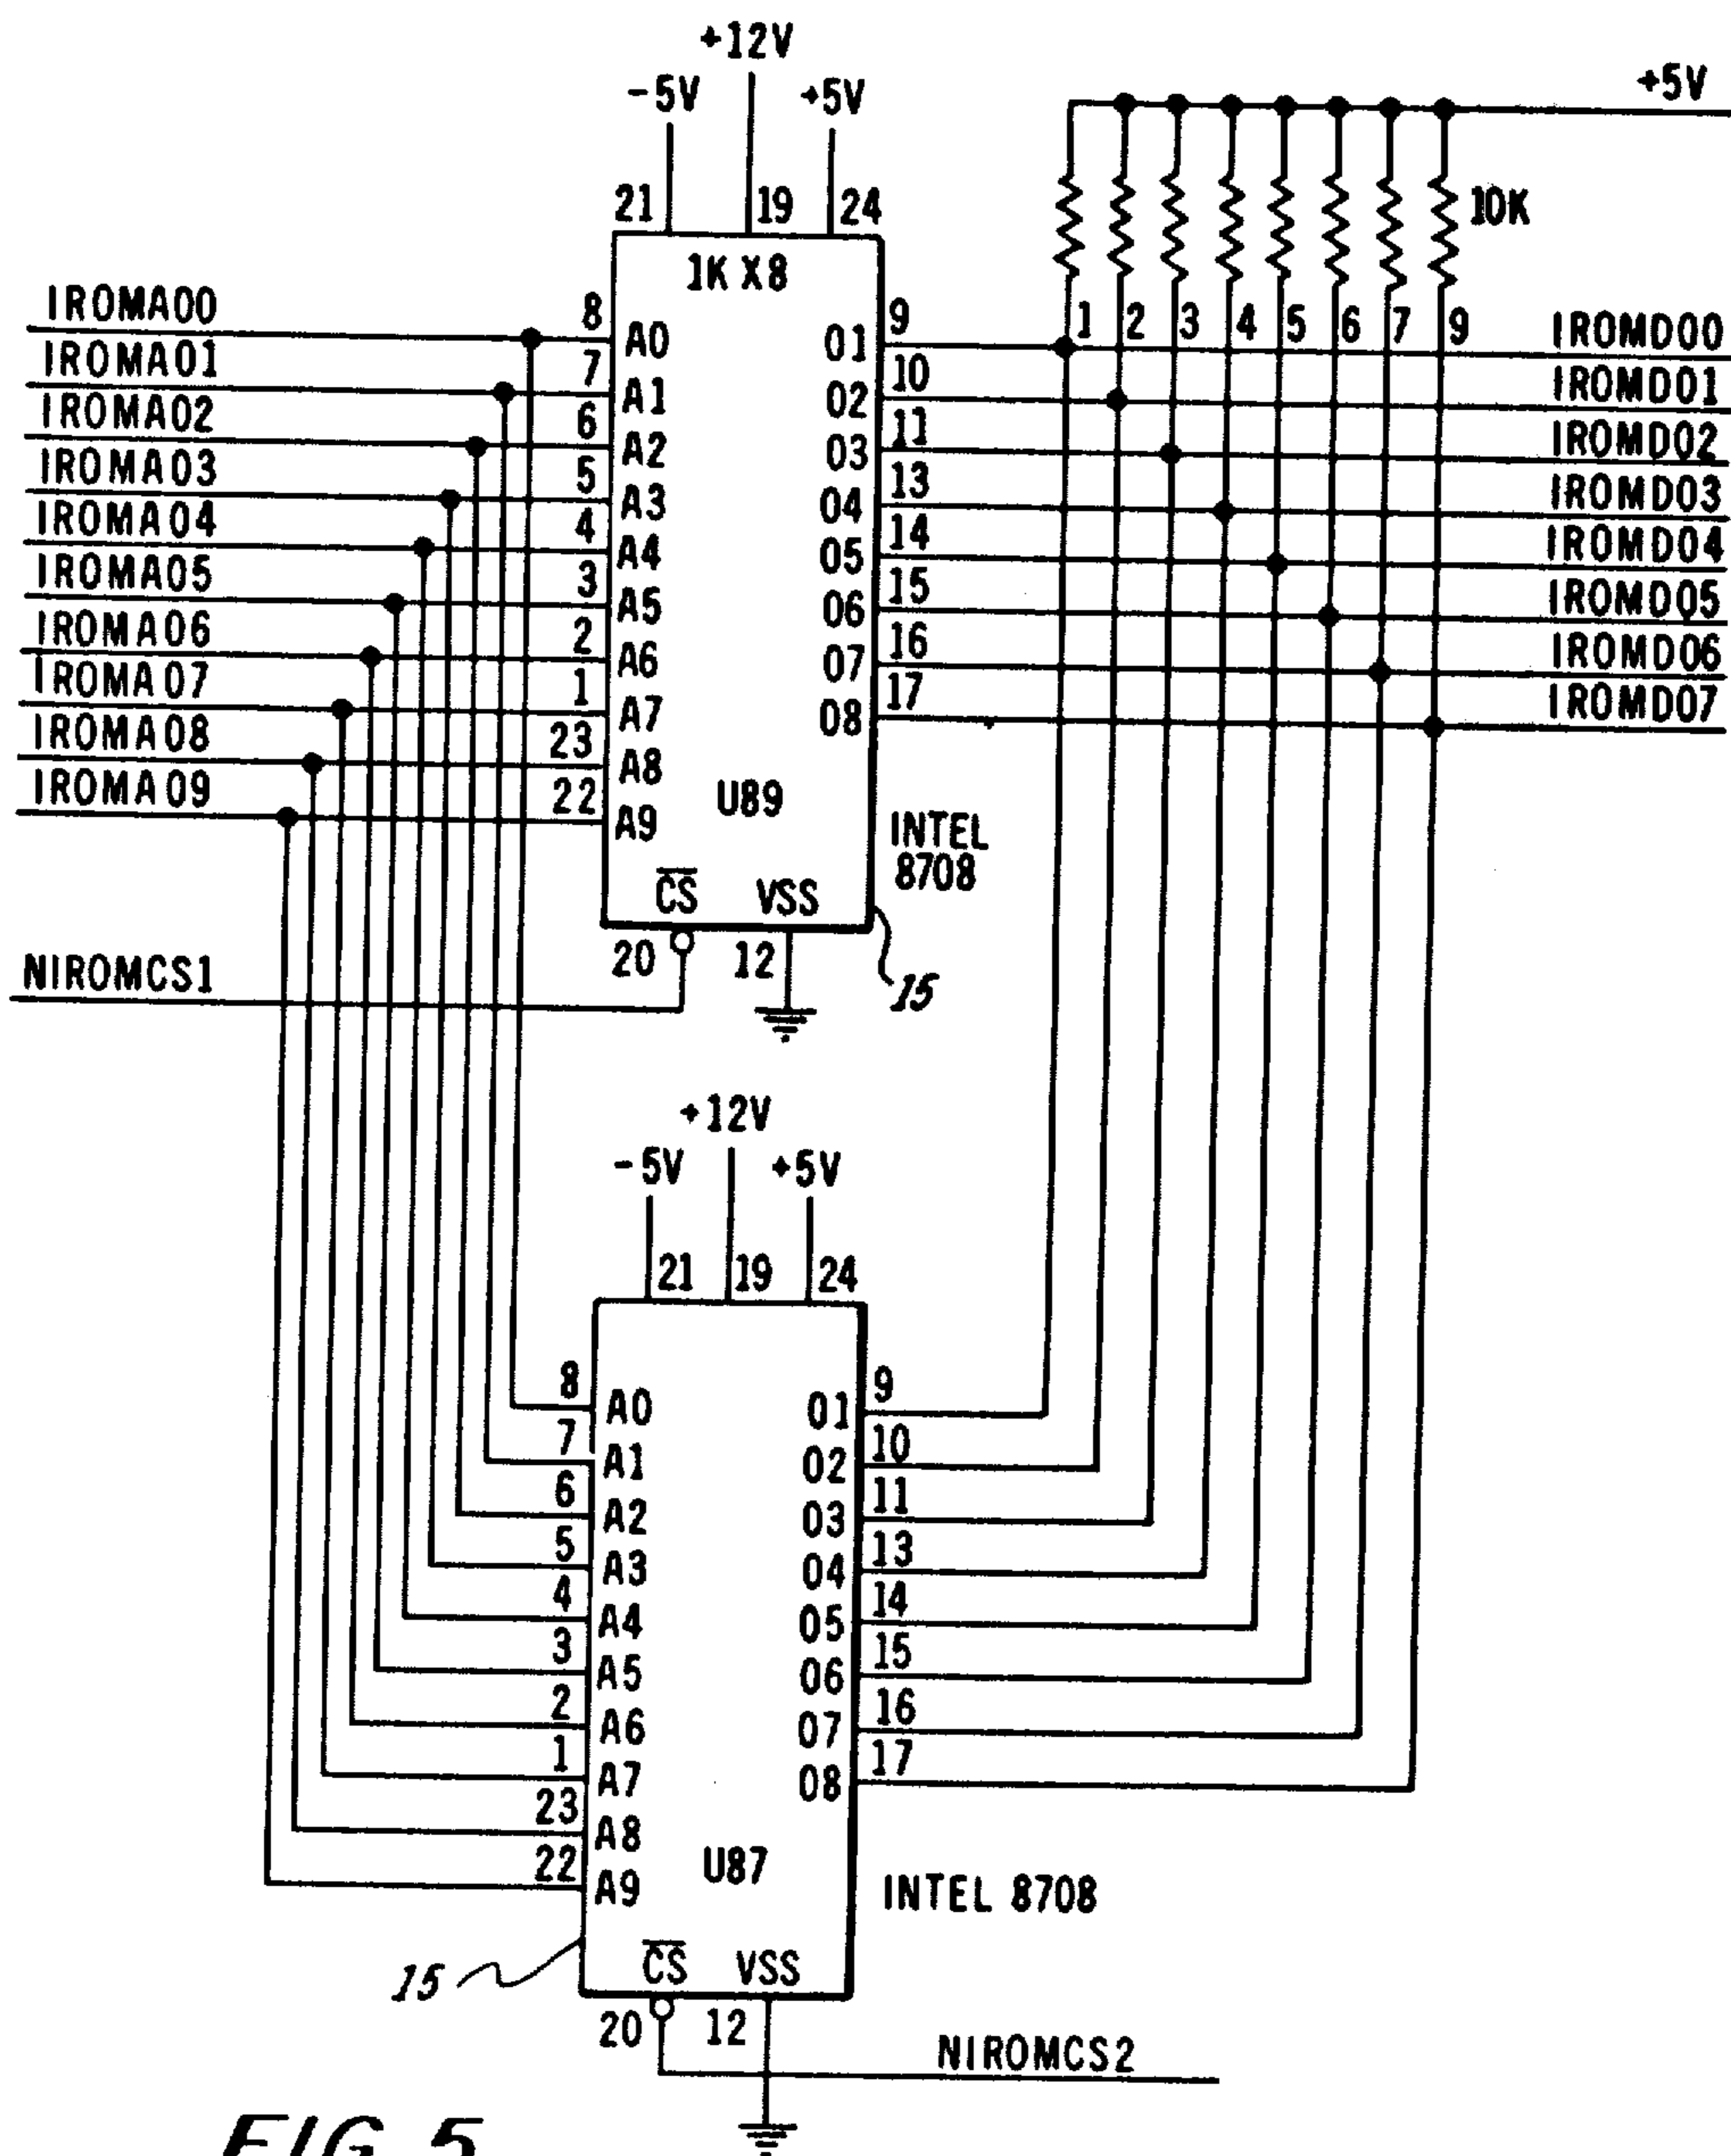 +12V
-5V
+5V
+5V
21
19
24
1K X8
10K
IROMA00
8
A0
01
9
1
2
3
4
5
6
7
9
IROMD00
IROMA01
7
A1
02
10
IROMD01
IROMA02
6
A2
03
11
IROMD02
IROMA03
5
A3
04
13
IROMD03
IROMA04
4
A4
05
14
IROMD04
IROMA05
3
A5
06
15
IROMD05
IROMA06
2
A6
07
16
IROMD06
IROMA07
1
A7
08
17
IROMD07
IROMA08
23
A8
IROMA09
22
A9
U89
INTEL
8708
CS
VSS
20
12
15
NIROMCS1
+12V
-5V
+5V
21
19
24
8
A0
01
9
7
A1
02
10
6
A2
03
11
5
A3
04
13
4
A4
05
14
3
A5
06
15
2
A6
07
16
1
A7
08
17
23
A8
22
A9
U87
INTEL 8708
15
CS
VSS
20
12
NIROMCS2
FIG 5